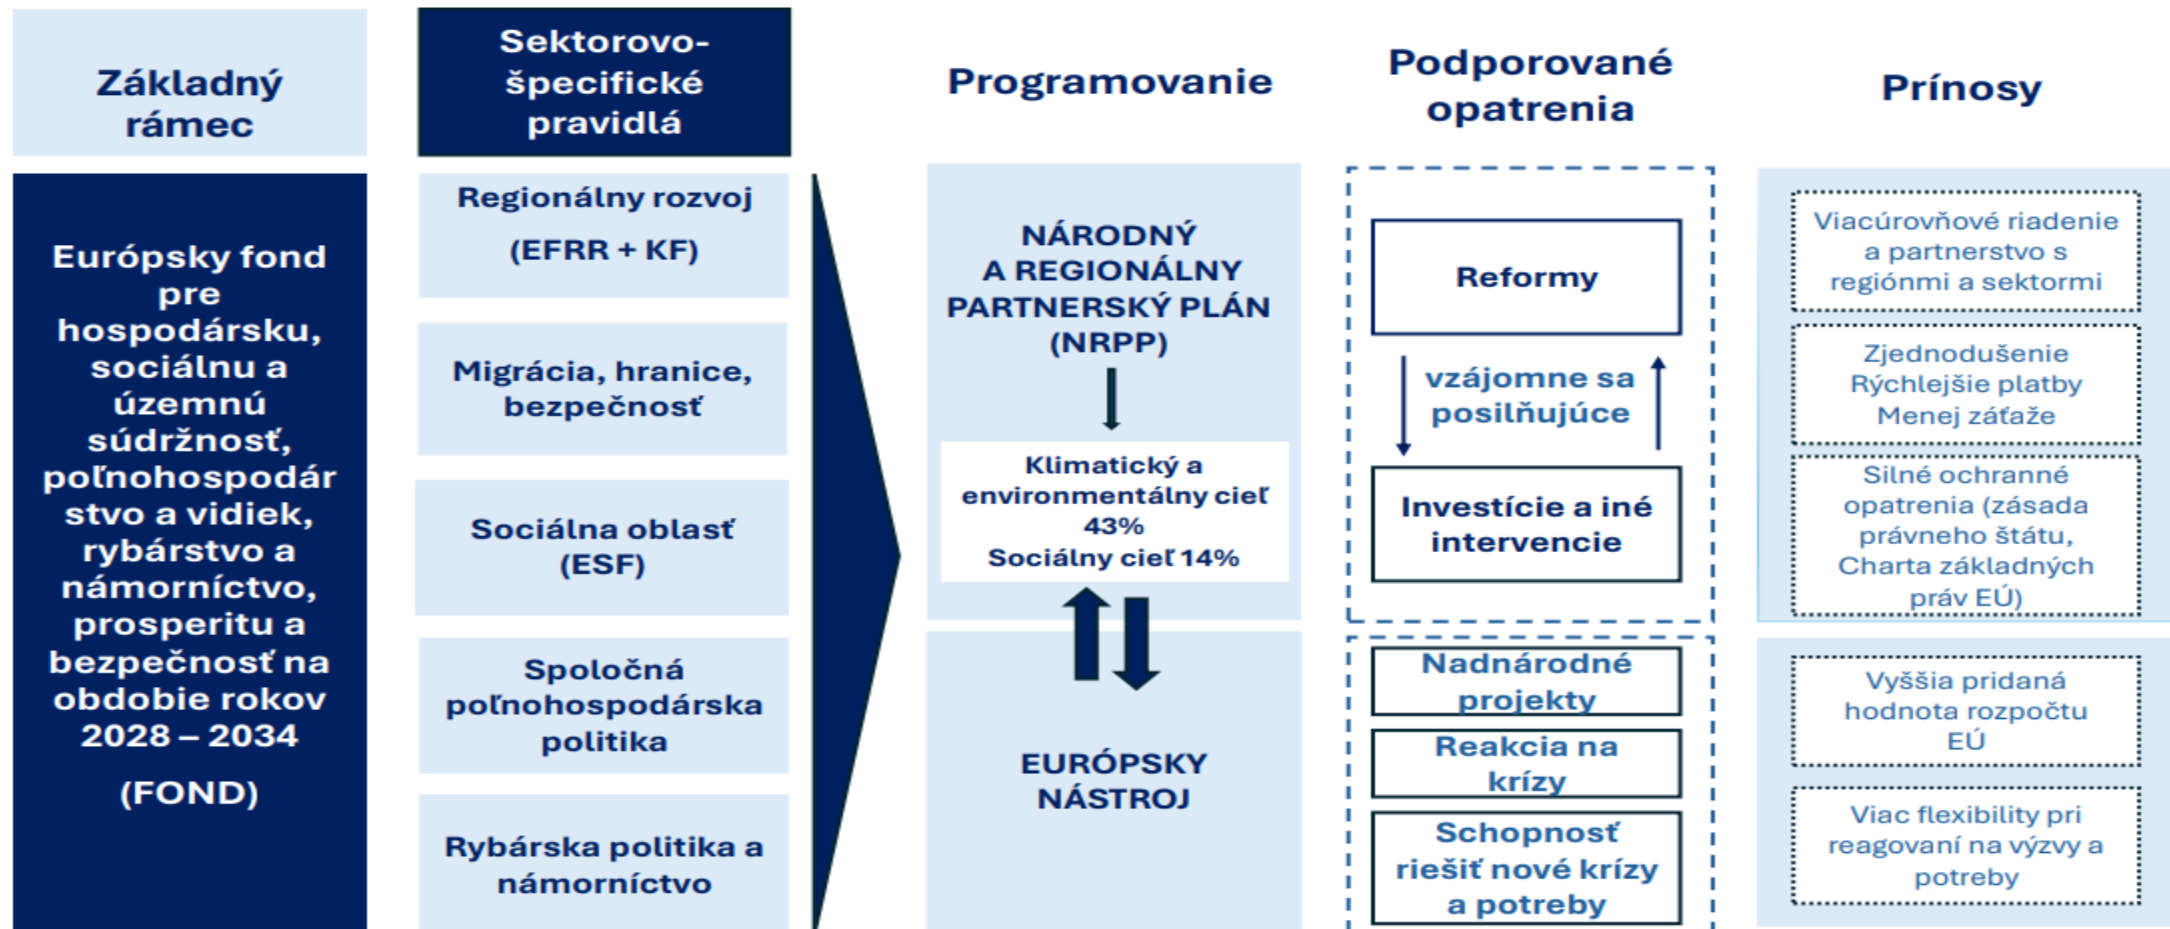 Základný
rámec
Európsky fond
pre
hospodársku,
sociálnu a
územnú
súdržnosť,
poľnohospodár
stvo a vidiek,
rybárstvo a
námorníctvo,
prosperitu a
bezpečnosť na
obdobie rokov
2028 – 2034
(FOND)
Sektorovo-
špecifické
pravidlá
Regionálny rozvoj
(EFRR + KF)
Migrácia, hranice,
bezpečnosť
Sociálna oblasť
(ESF)
Spoločná
poľnohospodárska
politika
Rybárska politika a
námorníctvo
Programovanie
NÁRODNÝ
A REGIONÁLNY
PARTNERSKÝ PLÁN
(NRPP)
Klimatický a
environmentálny cieľ
43%
Sociálny cieľ 14%
EURÓPSKY
NÁSTROJ
Podporované
opatrenia
Reformy
vzájomne sa
posilňujúce
Investície a iné
intervencie
Nadnárodné
projekty
Reakcia na
krízy
Schopnosť
riešiť nové krízy
a potreby
Prínosy
Viacúrovňové riadenie
a partnerstvo s
regiónmi a sektormi
Zjednodušenie
Rýchlejšie platby
Menej záťaže
Silné ochranné
opatrenia (zásada
právneho štátu,
Charta základných
práv EÚ)
Vyššia pridaná
hodnota rozpočtu
EÚ
Viac flexibility pri
reagovaní na výzvy a
potreby